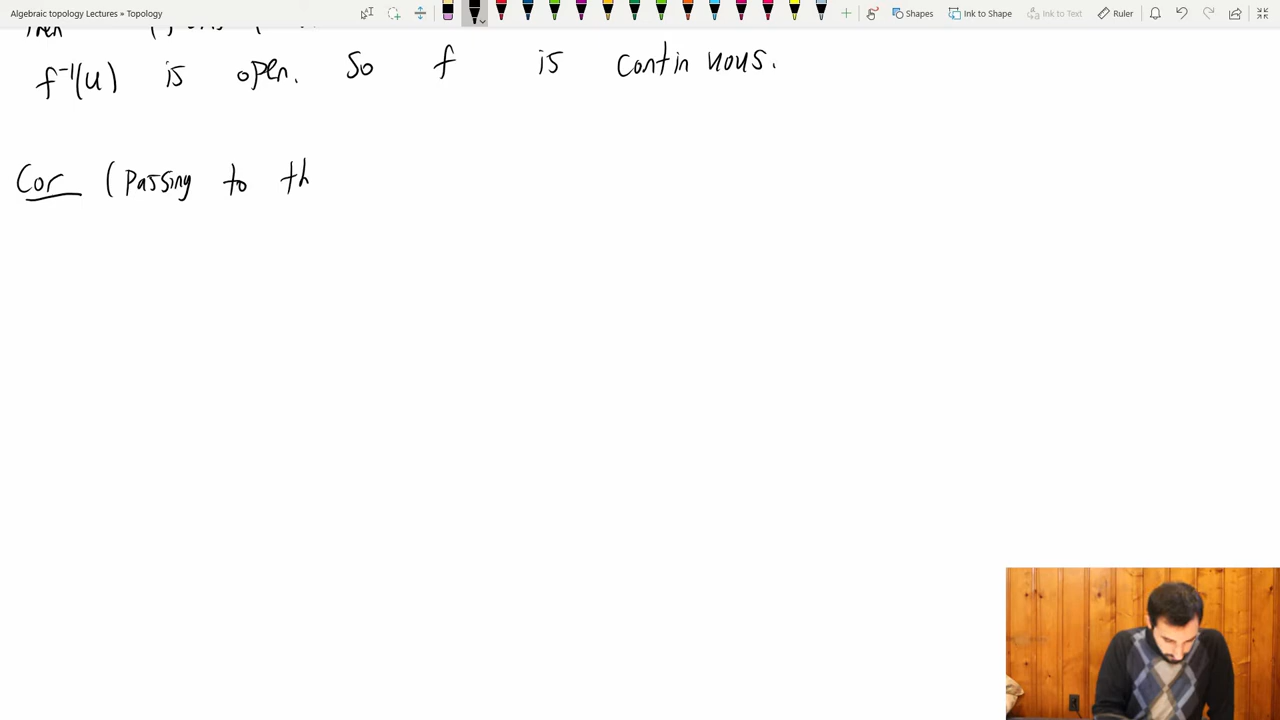 Algebraic topology Lectures » Topology
Shapes
Ink to Shape
Ink to Text
Ruler
Then
f⁻¹(U) is open. So f is continuous.
Cor (Passing to th